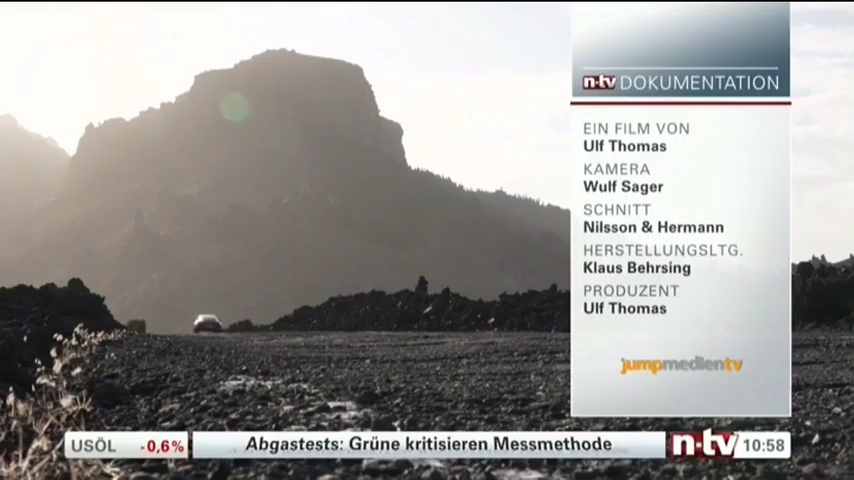 n-tv DOKUMENTATION
EIN FILM VON
Ulf Thomas
KAMERA
Wulf Sager
SCHNITT
Nilsson & Hermann
HERSTELLUNGSLTG.
Klaus Behrsing
PRODUZENT
Ulf Thomas
jumpmedientv
USÖL -0,6% Abgastests: Grüne kritisieren Messmethode n-tv 10:58